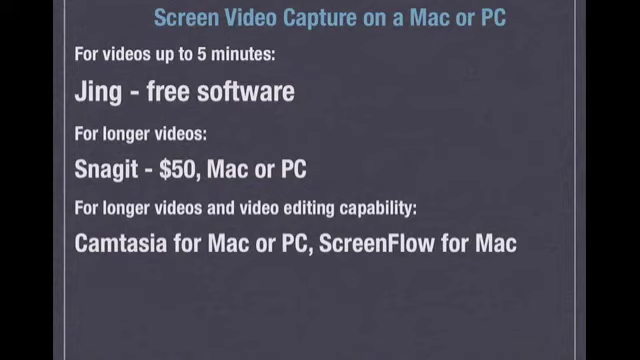 Screen Video Capture on a Mac or PC
For videos up to 5 minutes:
Jing - free software
For longer videos:
Snagit - $50, Mac or PC
For longer videos and video editing capability:
Camtasia for Mac or PC, ScreenFlow for Mac